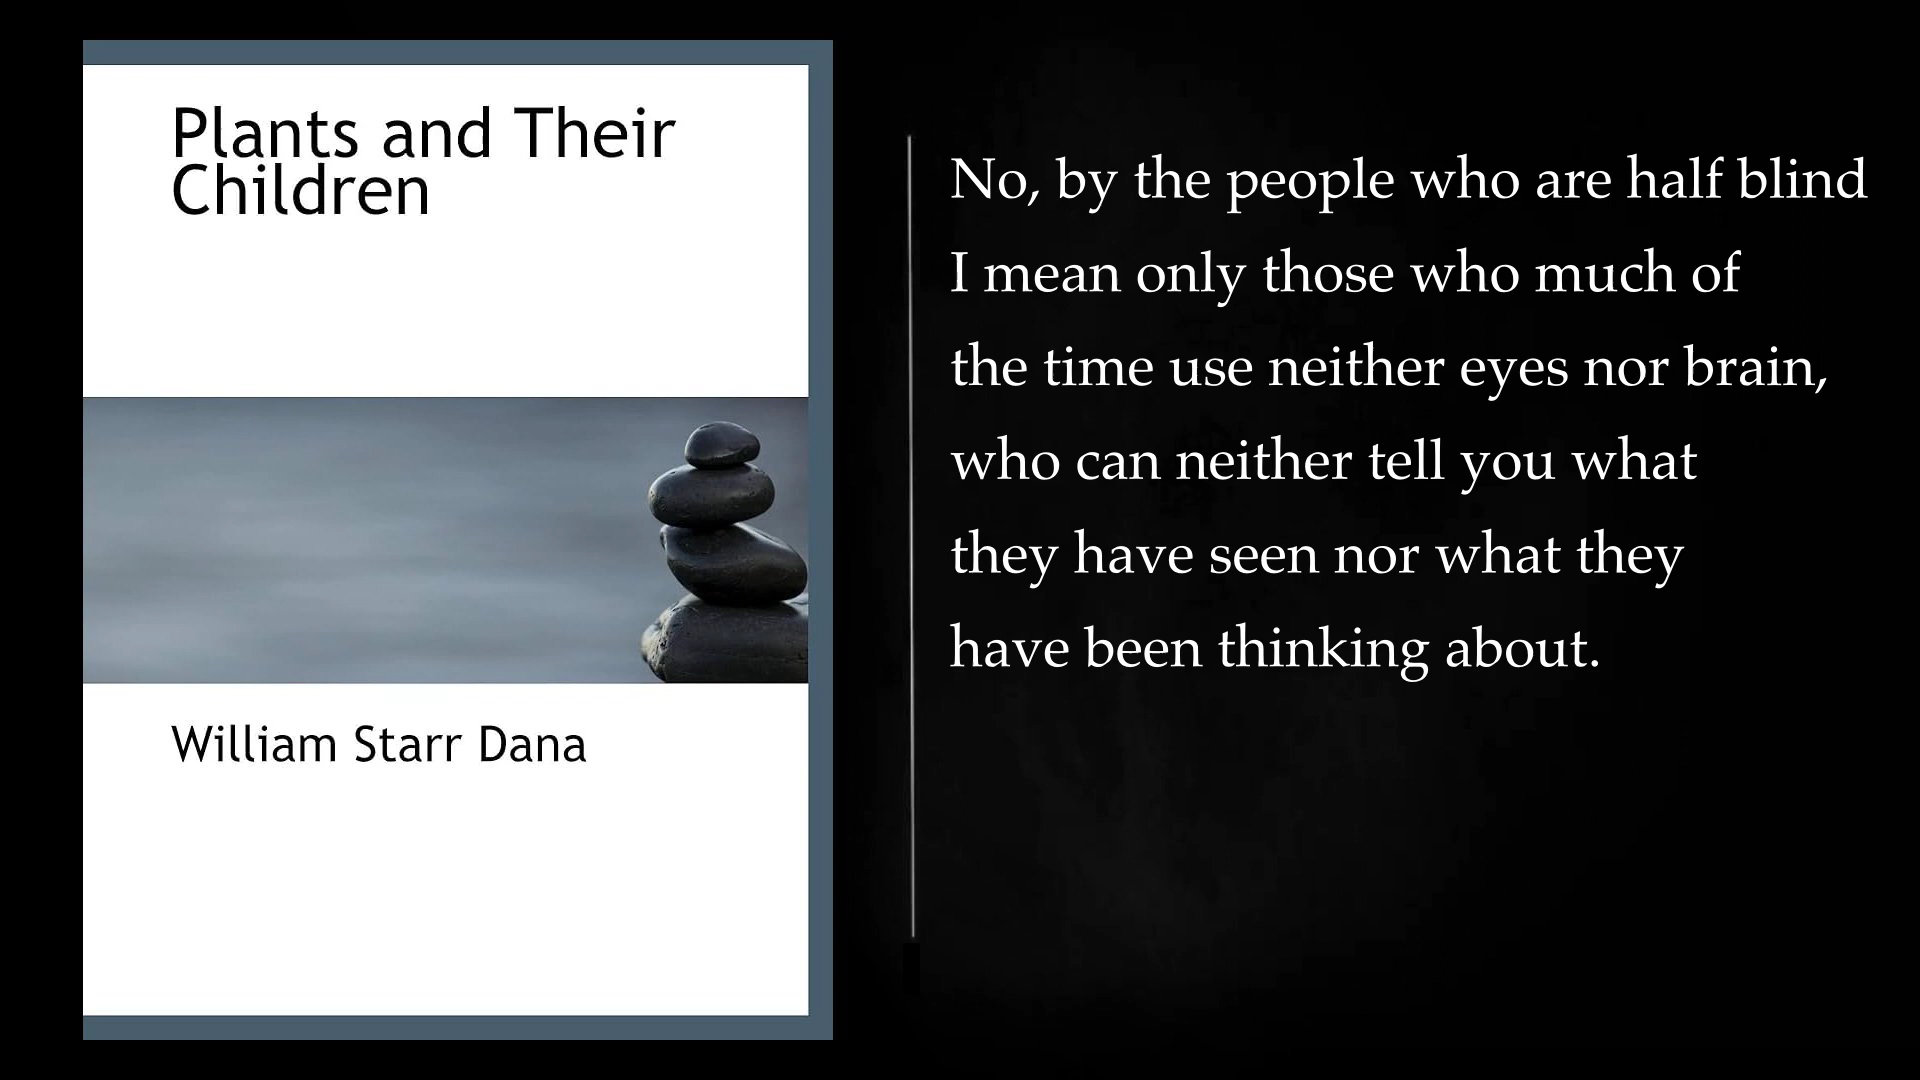 Plants and Their
Children
William Starr Dana
No, by the people who are half blind
I mean only those who much of
the time use neither eyes nor brain,
who can neither tell you what
they have seen nor what they
have been thinking about.